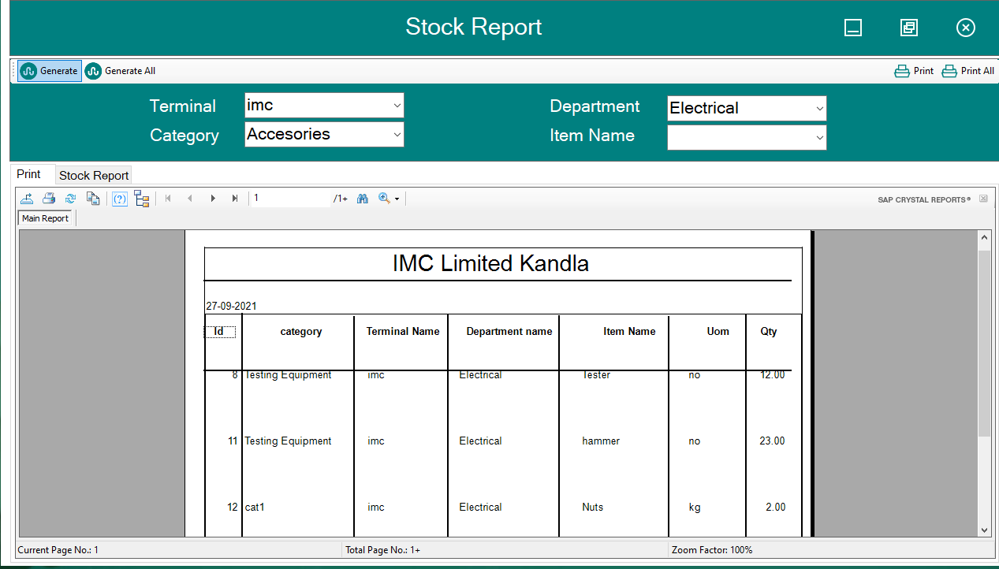 Stock Report
Generate Generate All Print Print All
Terminal imc Department Electrical
Category Accesories Item Name
Print Stock Report
1 /1+ SAP CRYSTAL REPORTS®
Main Report
IMC Limited Kandla
27-09-2021
Id category Terminal Name Department name Item Name Uom Qty
8 Testing Equipment imc Electrical Tester no 12.00
11 Testing Equipment imc Electrical hammer no 23.00
12 cat1 imc Electrical Nuts kg 2.00
Current Page No.: 1 Total Page No.: 1+ Zoom Factor: 100%